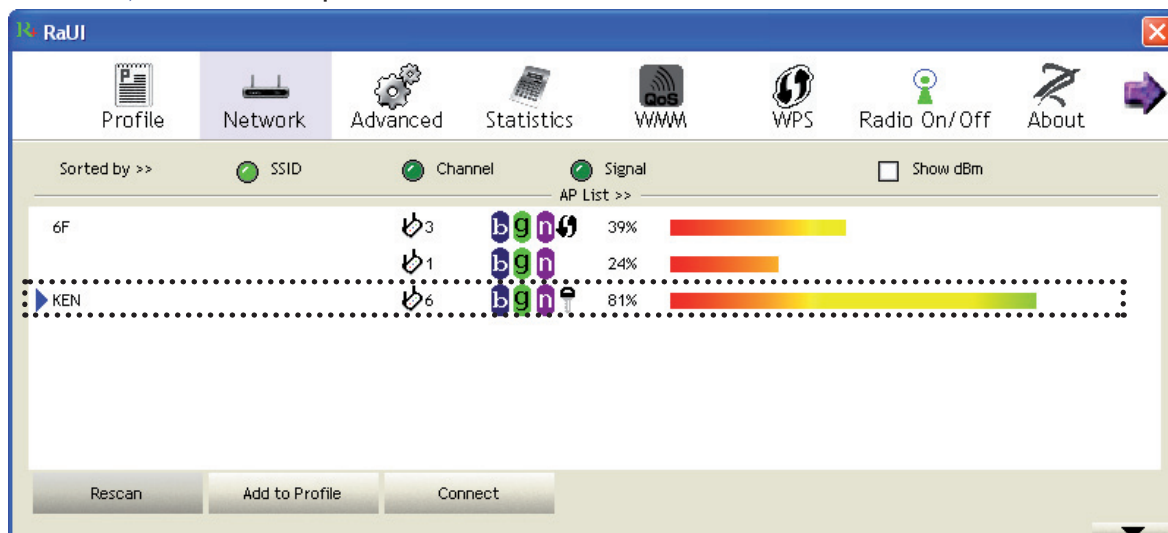 RaUI
Profile Network Advanced Statistics QoS WMM WPS Radio On/Off About
Sorted by >> SSID Channel Signal Show dBm
AP List >>
6F 3 b g n 39%
1 b g n 24%
KEN 6 b g n 81%
Rescan Add to Profile Connect